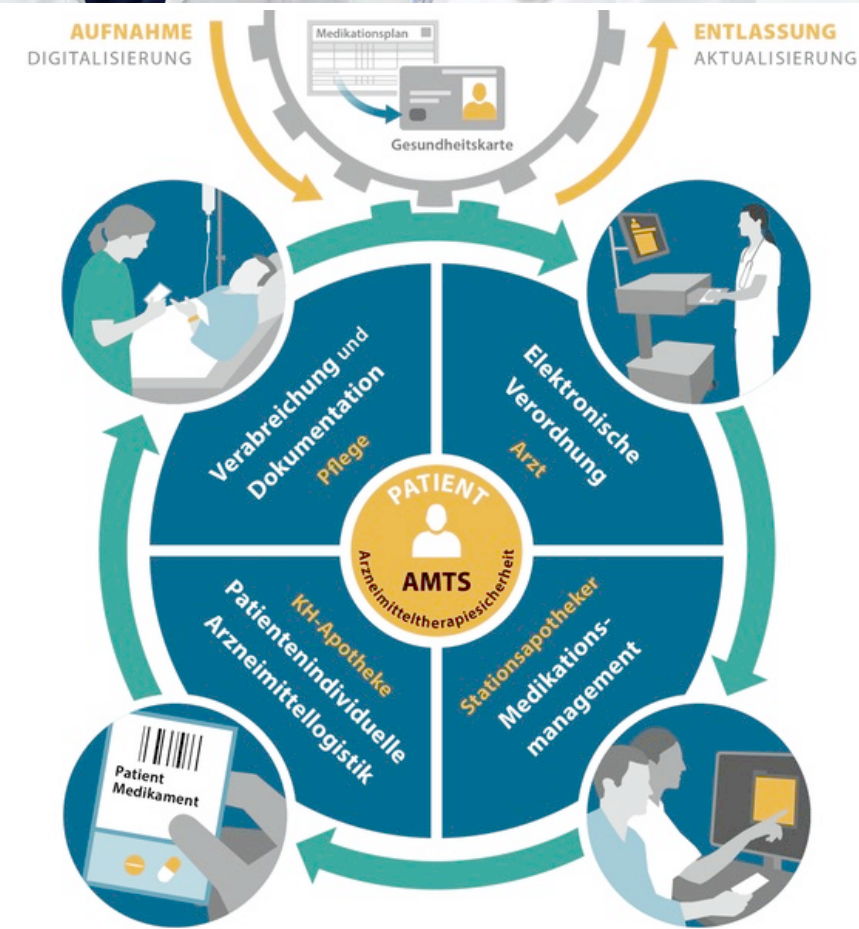 AUFNAHME
DIGITALISIERUNG
Medikationsplan
Gesundheitskarte
ENTLASSUNG
AKTUALISIERUNG
Verabreichung und
Dokumentation
Pflege
Elektronische
Verordnung
Arzt
PATIENT
AMTS
Arzneimitteltherapiesicherheit
KH-Apotheke
Patientenindividuelle
Arzneimittellogistik
Stationsapotheker
Medikations-
management
Patient
Medikament